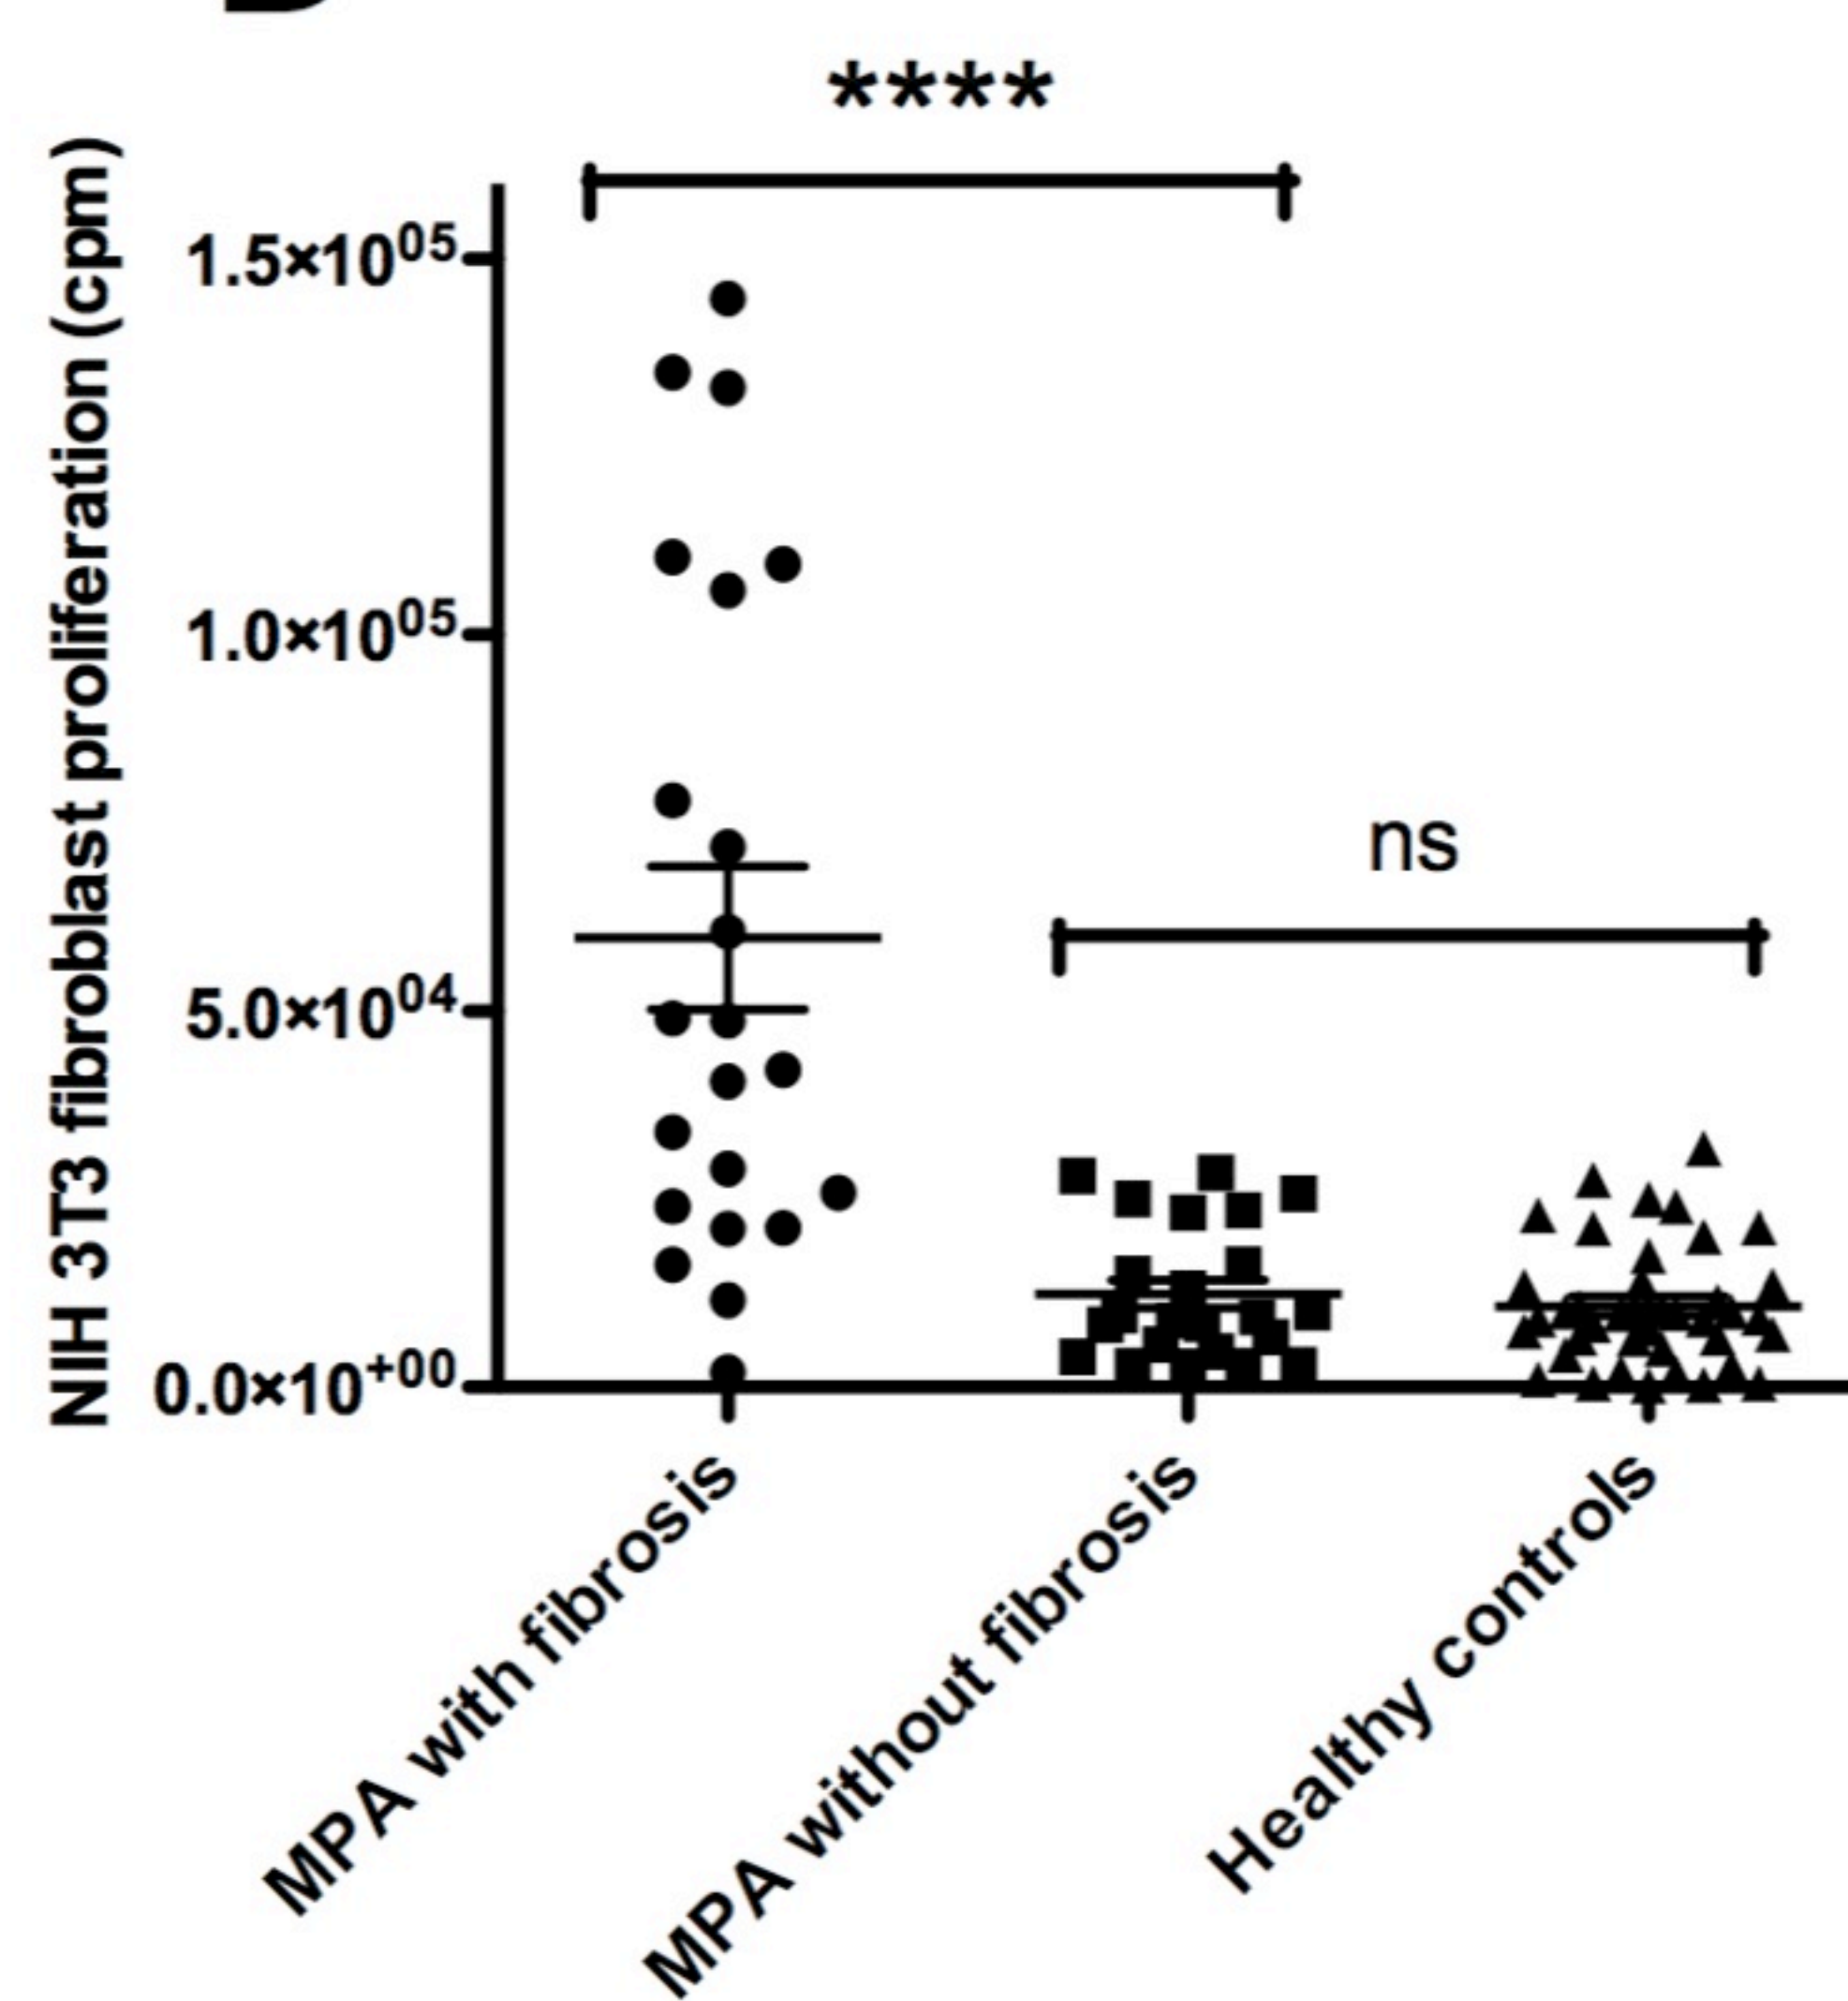 ****
NIH 3T3 fibroblast proliferation (cpm)
1.5×10⁰⁵
1.0×10⁰⁵
ns
5.0×10⁰⁴
0.0×10⁺⁰⁰
MPA with fibrosis
MPA without fibrosis
Healthy controls